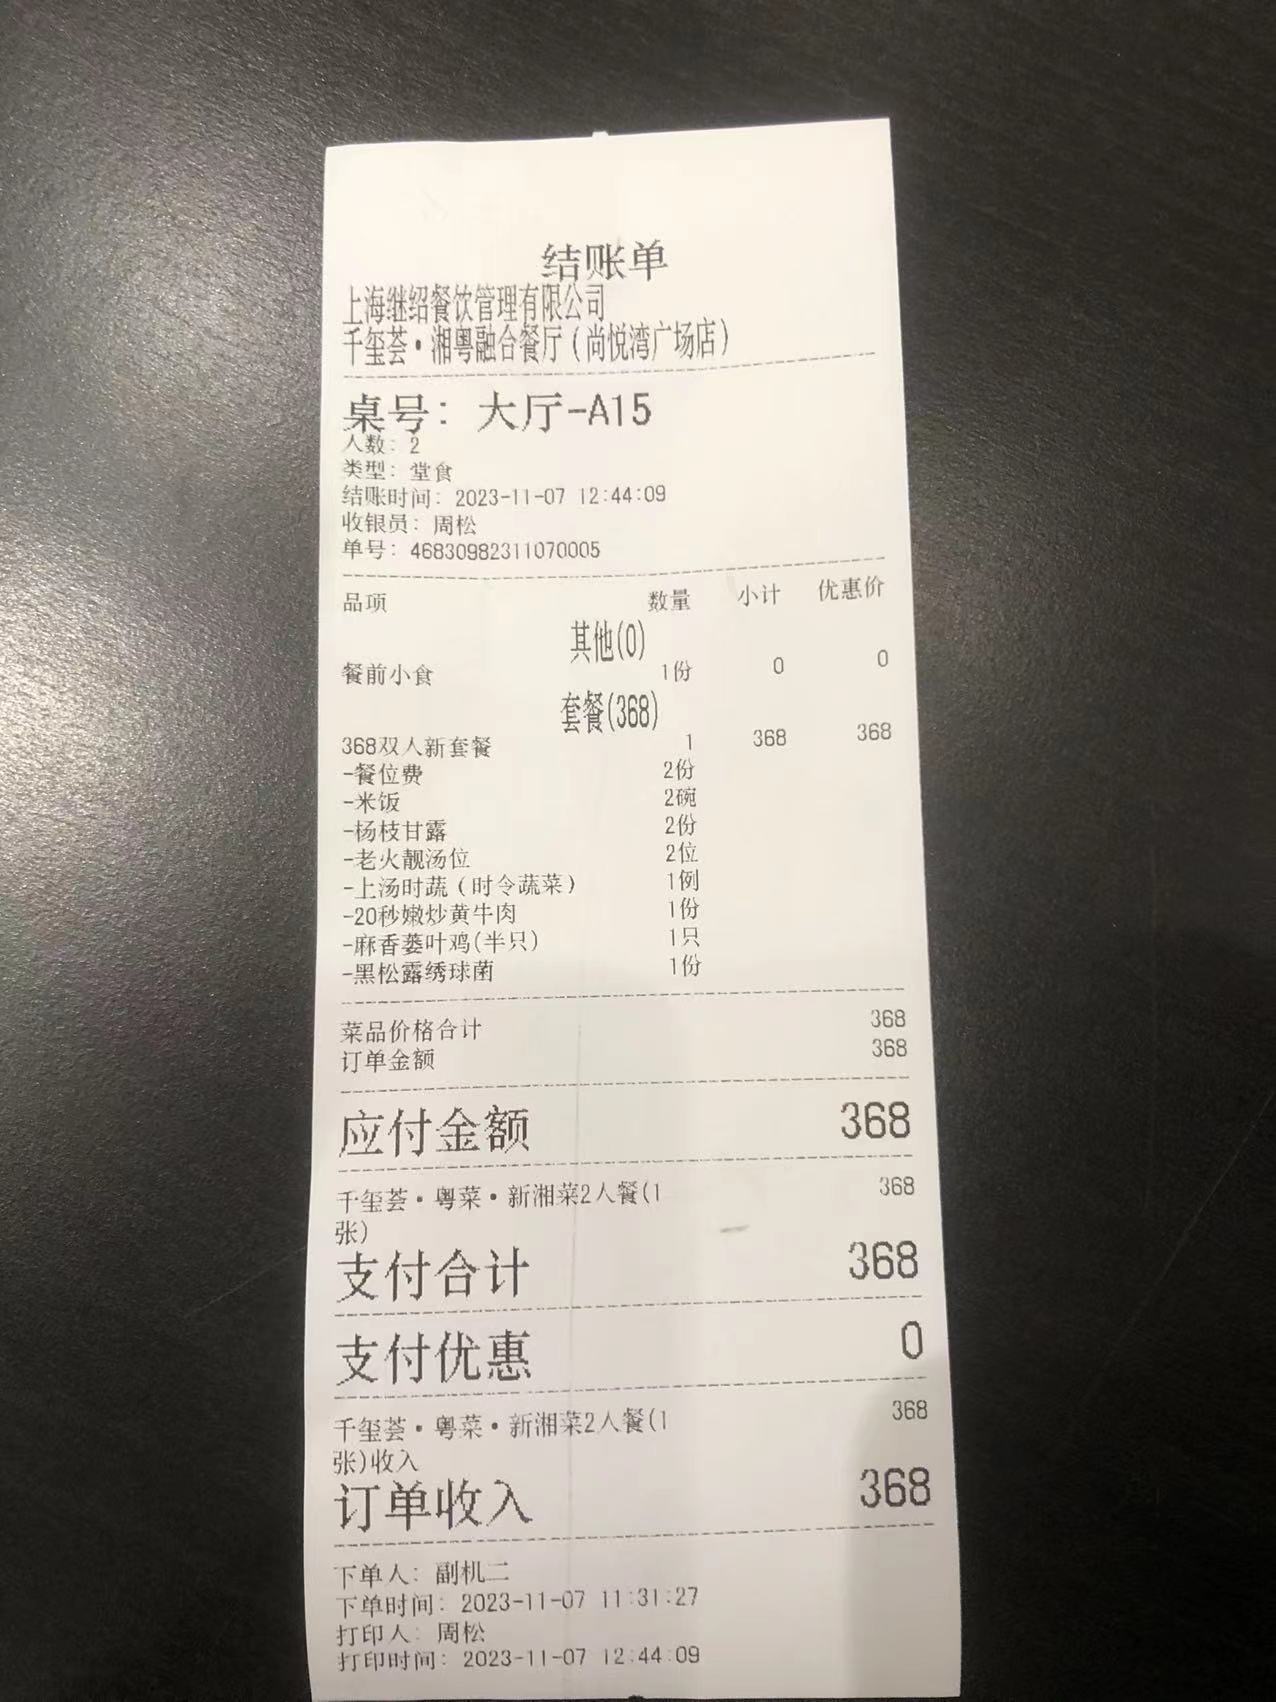 结账单
上海继绍餐饮管理有限公司
千玺荟·湘粤融合餐厅(尚悦湾广场店)
桌号: 大厅-A15
人数: 2
类型: 堂食
结账时间: 2023-11-07 12:44:09
收银员: 周松
单号: 46830982311070005
品项 数量 小计 优惠价
其他(0)
餐前小食 1份 0 0
套餐(368)
368双人新套餐 1 368 368
-餐位费 2份
-米饭 2碗
-杨枝甘露 2份
-老火靓汤位 2位
-上汤时蔬(时令蔬菜) 1例
-20秒嫩炒黄牛肉 1份
-麻香蒌叶鸡(半只) 1只
-黑松露绣球菌 1份
菜品价格合计 368
订单金额 368
应付金额 368
千玺荟·粤菜·新湘菜2人餐(1 368
张)
支付合计 368
支付优惠 0
千玺荟·粤菜·新湘菜2人餐(1 368
张)收入
订单收入 368
下单人: 副机二
下单时间: 2023-11-07 11:31:27
打印人: 周松
打印时间: 2023-11-07 12:44:09